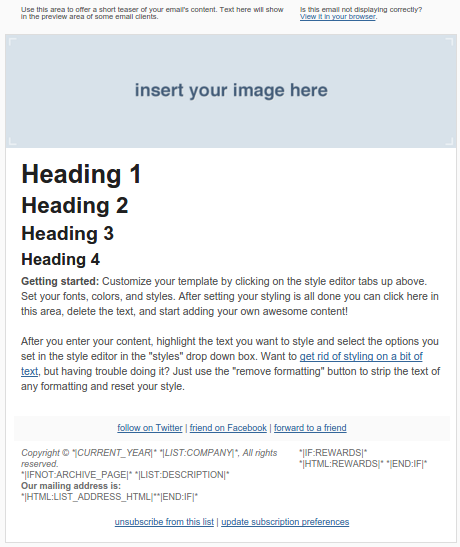 Use this area to offer a short teaser of your email's content. Text here will show
in the preview area of some email clients.
Is this email not displaying correctly?
View it in your browser.
insert your image here
Heading 1
Heading 2
Heading 3
Heading 4
Getting started: Customize your template by clicking on the style editor tabs up above.
Set your fonts, colors, and styles. After setting your styling is all done you can click here in
this area, delete the text, and start adding your own awesome content!
After you enter your content, highlight the text you want to style and select the options you
set in the style editor in the "styles" drop down box. Want to get rid of styling on a bit of
text, but having trouble doing it? Just use the "remove formatting" button to strip the text of
any formatting and reset your style.
follow on Twitter | friend on Facebook | forward to a friend
Copyright © *|CURRENT_YEAR|* *|LIST:COMPANY|*, All rights
reserved.
*|IFNOT:ARCHIVE_PAGE|* *|LIST:DESCRIPTION|*
Our mailing address is:
*|HTML:LIST_ADDRESS_HTML|**|END:IF|*
*|IF:REWARDS|*
*|HTML:REWARDS|* *|END:IF|*
unsubscribe from this list | update subscription preferences